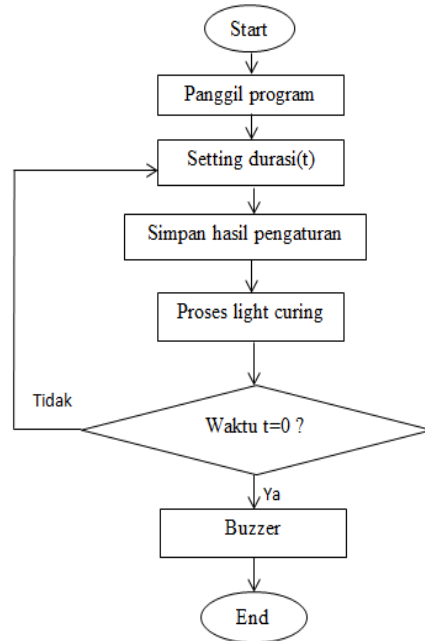 Start
Panggil program
Setting durasi(t)
Simpan hasil pengaturan
Proses light curing
Tidak
Waktu t=0 ?
Ya
Buzzer
End